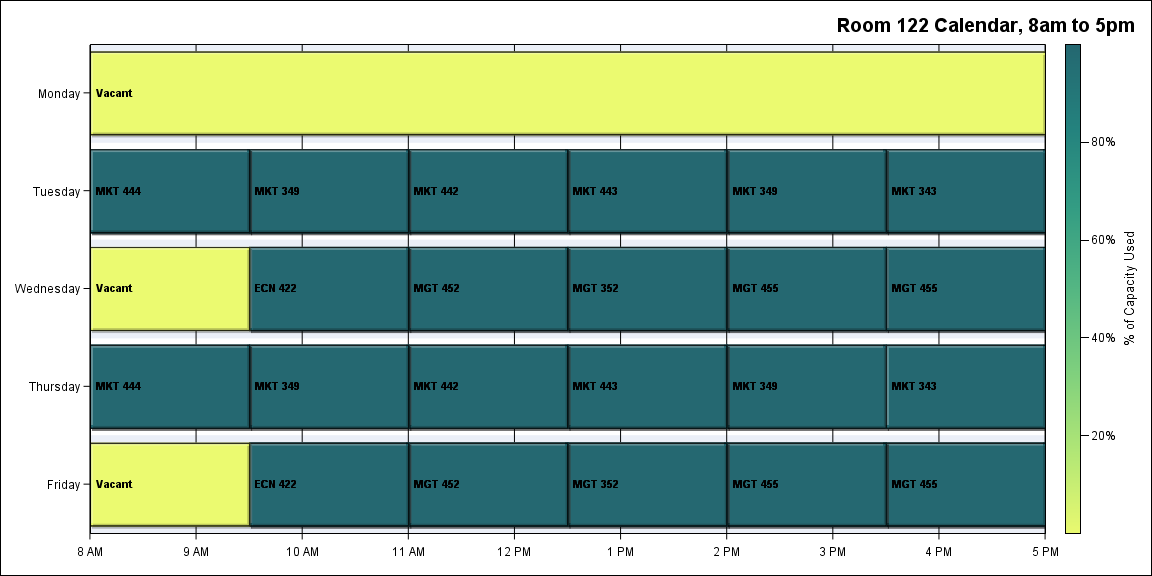 Room 122 Calendar, 8am to 5pm
Monday
Vacant
Tuesday
MKT 444
MKT 349
MKT 442
MKT 443
MKT 349
MKT 343
Wednesday
Vacant
ECN 422
MGT 452
MGT 352
MGT 455
MGT 455
Thursday
MKT 444
MKT 349
MKT 442
MKT 443
MKT 349
MKT 343
Friday
Vacant
ECN 422
MGT 452
MGT 352
MGT 455
MGT 455
8 AM
9 AM
10 AM
11 AM
12 PM
1 PM
2 PM
3 PM
4 PM
5 PM
80%
60%
40%
20%
% of Capacity Used